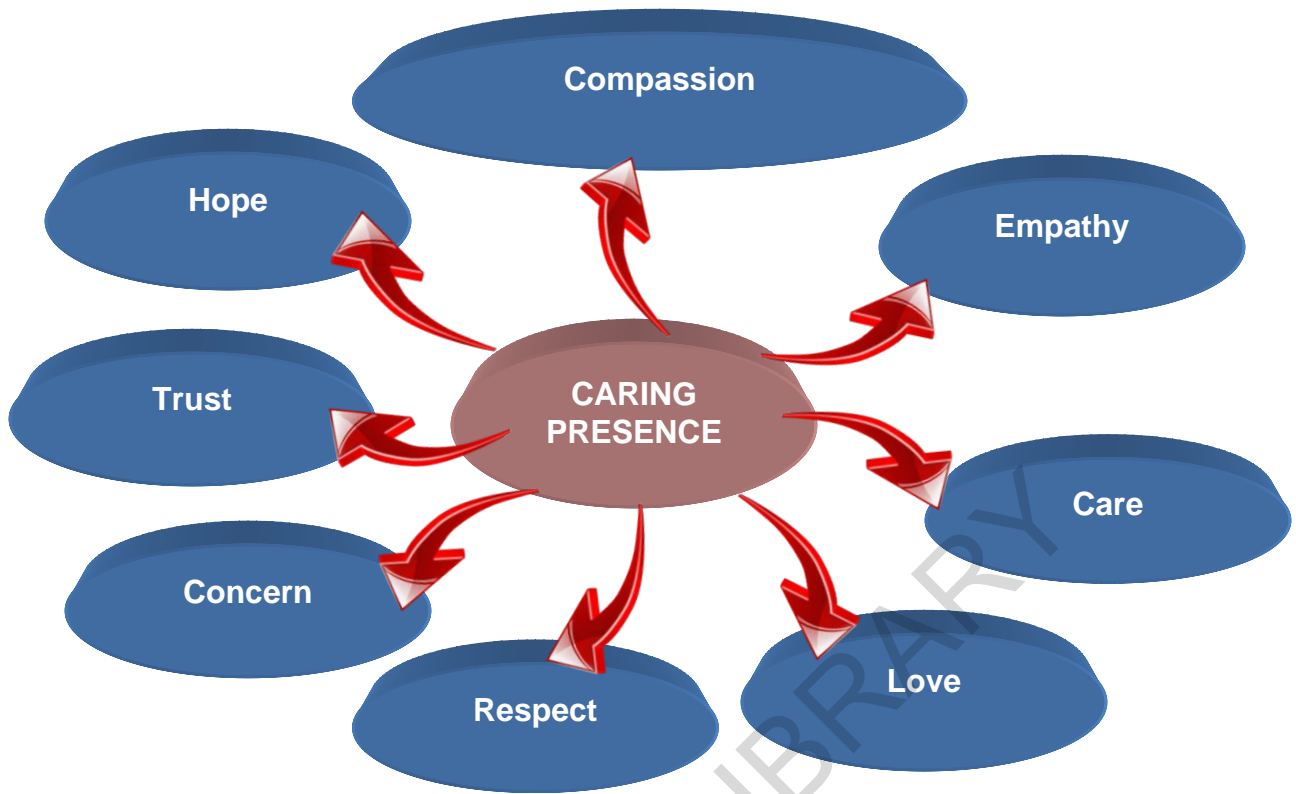 Compassion
Hope
Empathy
CARING
PRESENCE
Trust
Care
Concern
Love
Respect